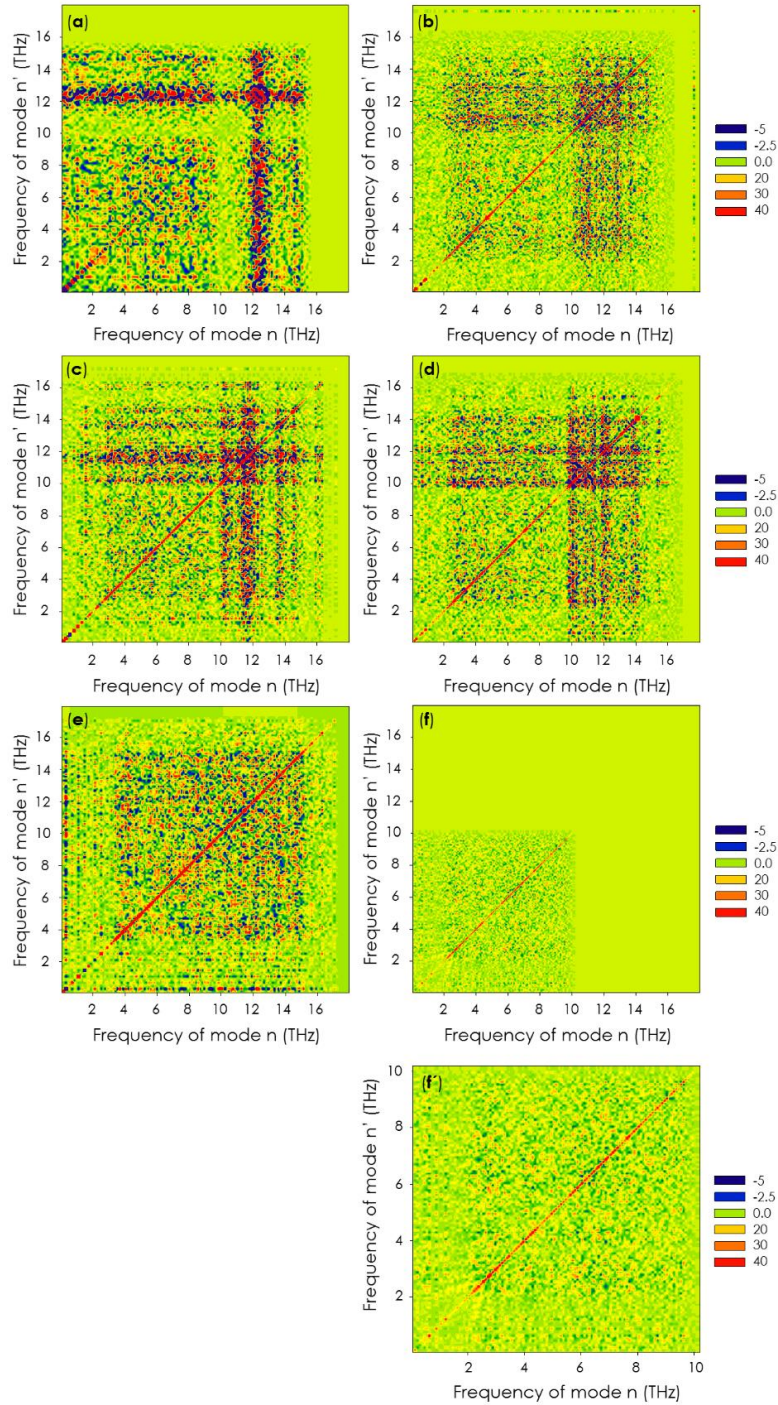 (a)
18
16
14
12
10
8
6
4
2
Frequency of mode n' (THz)
2 4 6 8 10 12 14 16
Frequency of mode n (THz)
(b)
16
14
12
10
8
6
4
2
Frequency of mode n' (THz)
2 4 6 8 10 12 14 16
Frequency of mode n (THz)
-5
-2.5
0.0
20
30
40
(c)
16
14
12
10
8
6
4
2
Frequency of mode n' (THz)
2 4 6 8 10 12 14 16
Frequency of mode n (THz)
(d)
16
14
12
10
8
6
4
2
Frequency of mode n' (THz)
2 4 6 8 10 12 14 16
Frequency of mode n (THz)
-5
-2.5
0.0
20
30
40
(e)
16
14
12
10
8
6
4
2
Frequency of mode n' (THz)
2 4 6 8 10 12 14 16
Frequency of mode n (THz)
(f)
16
14
12
10
8
6
4
2
Frequency of mode n' (THz)
2 4 6 8 10 12 14 16
Frequency of mode n (THz)
-5
-2.5
0.0
20
30
40
(f')
10
8
6
4
2
Frequency of mode n' (THz)
2 4 6 8 10
Frequency of mode n (THz)
-5
-2.5
0.0
20
30
40